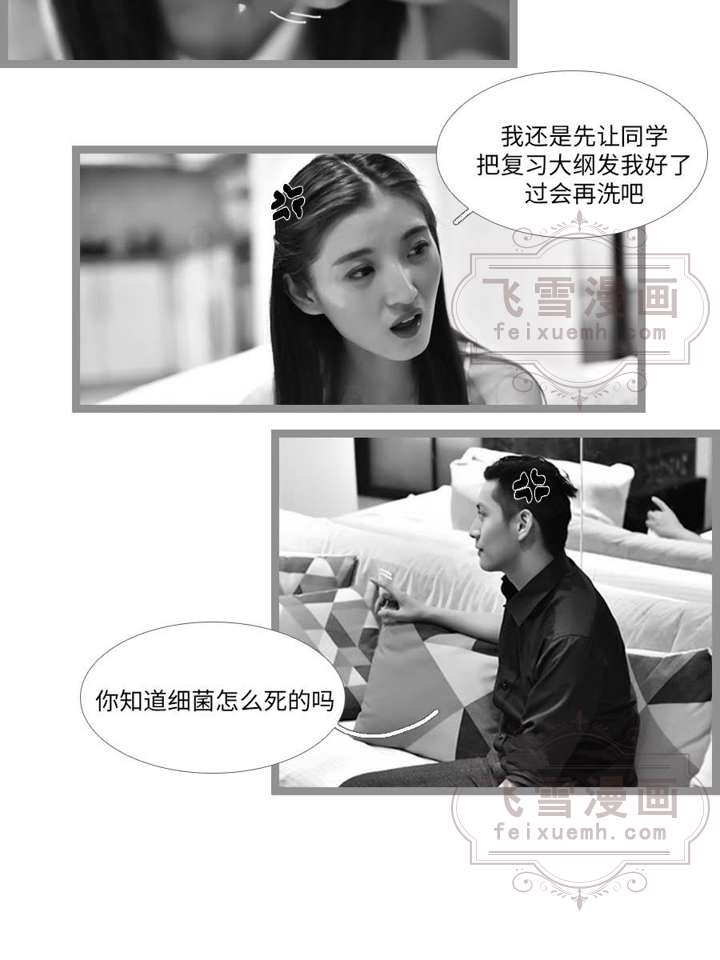 我还是先让同学
把复习大纲发我好了
过会再洗吧
飞雪漫画
feixuemh.com
你知道细菌怎么死的吗
飞雪漫画
feixuemh.com